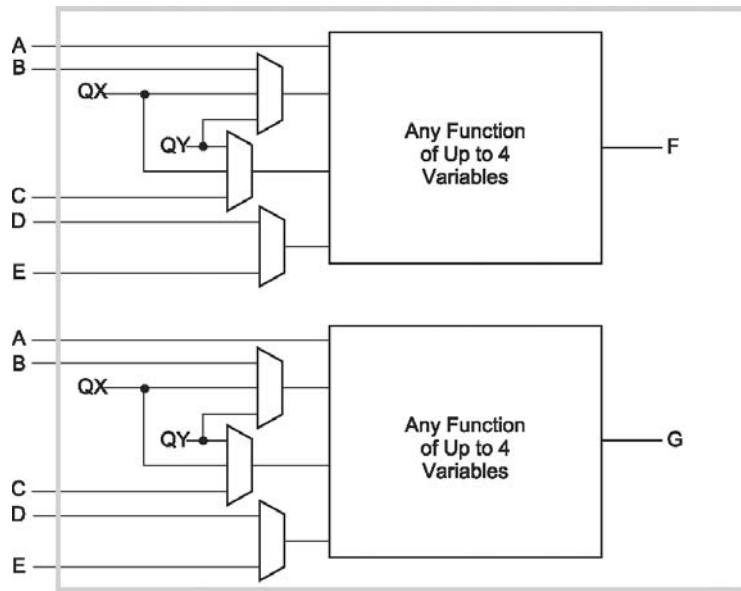 A
B
QX
QY
C
D
E
Any Function
of Up to 4
Variables
F
A
B
QX
QY
C
D
E
Any Function
of Up to 4
Variables
G